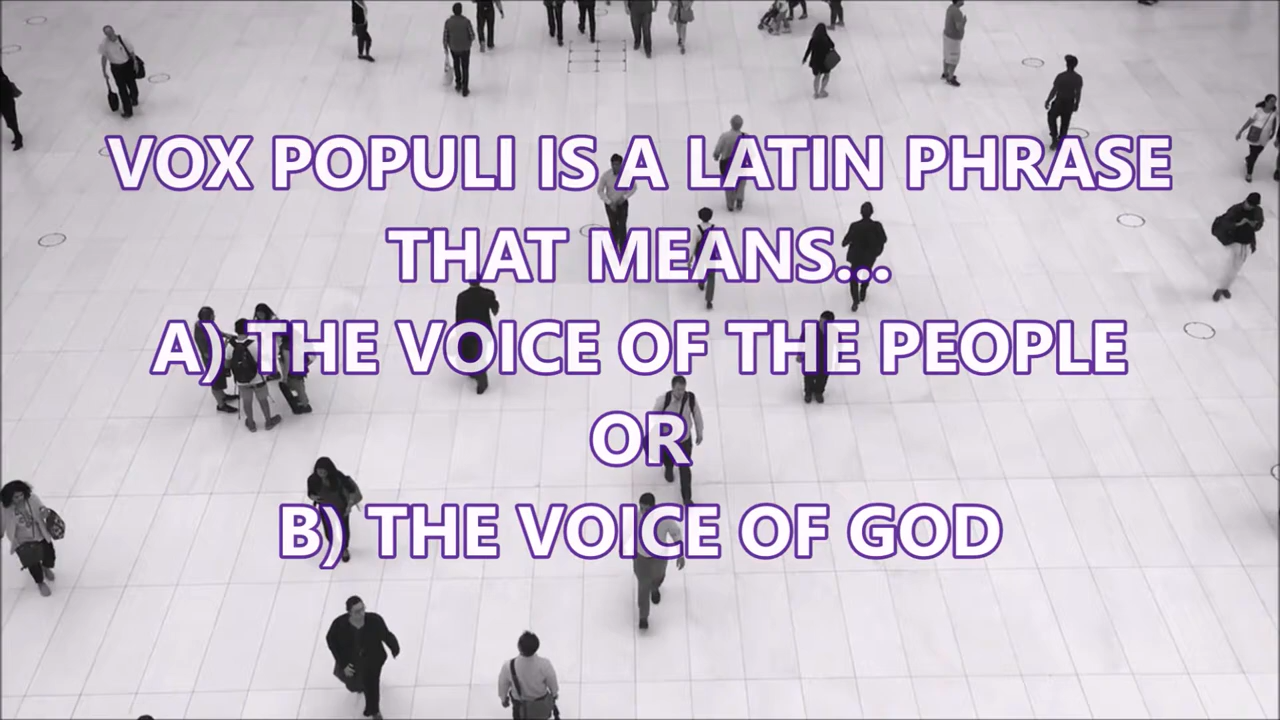 VOX POPULI IS A LATIN PHRASE
THAT MEANS...
A) THE VOICE OF THE PEOPLE
OR
B) THE VOICE OF GOD